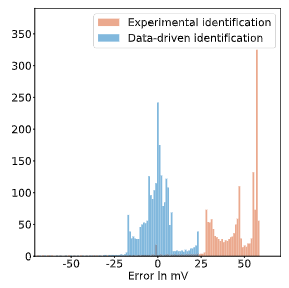 Experimental identification
Data-driven identification
350
300
250
200
150
100
50
0
-50 -25 0 25 50
Error In mV